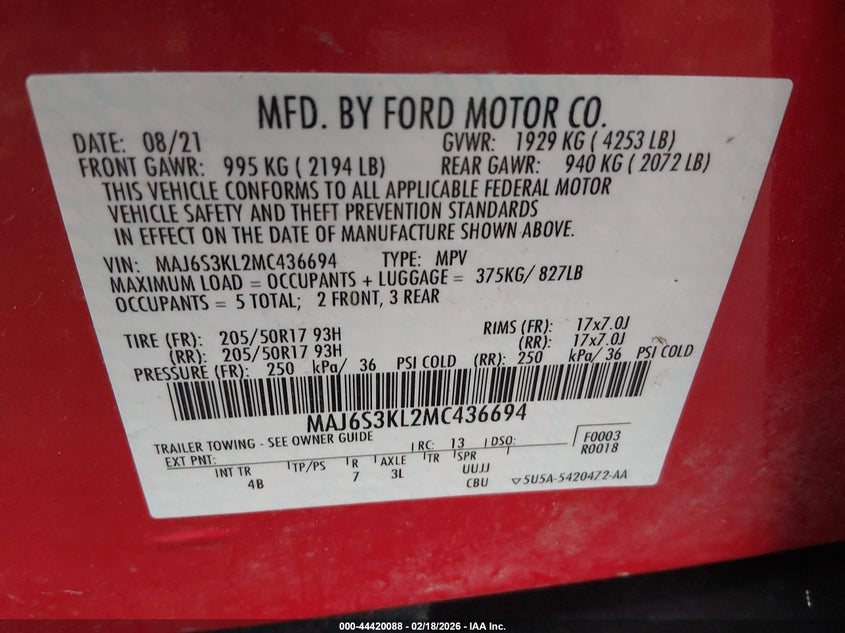 MFD. BY FORD MOTOR CO.
DATE: 08/21 GVWR: 1929 KG ( 4253 LB)
FRONT GAWR: 995 KG ( 2194 LB) REAR GAWR: 940 KG ( 2072 LB)
THIS VEHICLE CONFORMS TO ALL APPLICABLE FEDERAL MOTOR
VEHICLE SAFETY AND THEFT PREVENTION STANDARDS
IN EFFECT ON THE DATE OF MANUFACTURE SHOWN ABOVE.
VIN: MAJ6S3KL2MC436694 TYPE: MPV
MAXIMUM LOAD = OCCUPANTS + LUGGAGE = 375KG/ 827LB
OCCUPANTS = 5 TOTAL; 2 FRONT, 3 REAR
TIRE (FR): 205/50R17 93H RIMS (FR): 17x7.0J
(RR): 205/50R17 93H (RR): 17x7.0J
PRESSURE (FR): 250 kPa/ 36 PSI COLD (RR): 250 kPa/ 36 PSI COLD
MAJ6S3KL2MC436694
TRAILER TOWING - SEE OWNER GUIDE
EXT PNT: RC: 13 DSO: F0003
R0018
INT TR TP/PS R AXLE TR SPR
4B 7 3L UUJJ
CBU 5U5A-5420472-AA
000-44420088 - 02/18/2026 - IAA Inc.